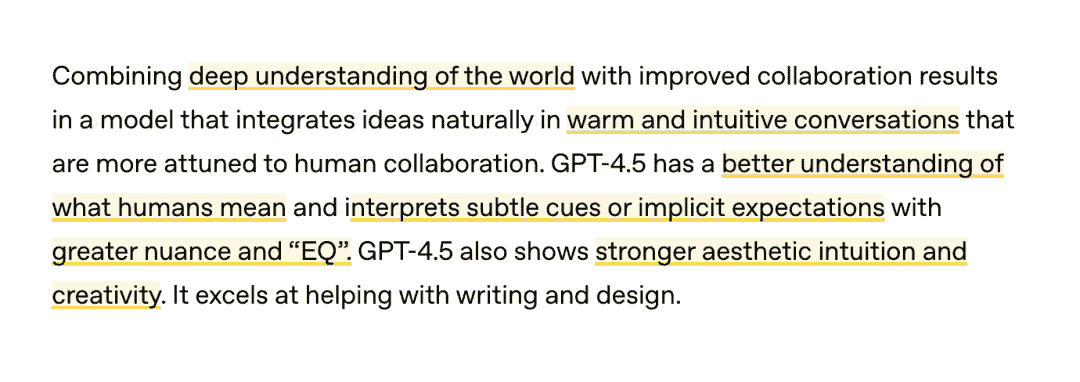 Combining deep understanding of the world with improved collaboration results
in a model that integrates ideas naturally in warm and intuitive conversations that
are more attuned to human collaboration. GPT-4.5 has a better understanding of
what humans mean and interprets subtle cues or implicit expectations with
greater nuance and “EQ”. GPT-4.5 also shows stronger aesthetic intuition and
creativity. It excels at helping with writing and design.